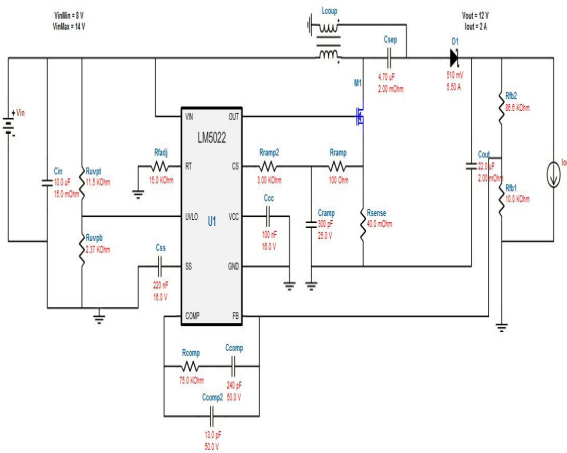 VinMin = 8 V
VinMax = 14 V
Lcoup
Vout = 12 V
Iout = 2 A
Csep
4.70 uF
2.00 mOhm
D1
510 mV
5.50 A
M1
Vin
Cin
10.0 uF
15.0 mOhm
Ruvpt
11.5 KOhm
Ruvpb
2.37 KOhm
Rfadj
15.0 KOhm
Css
220 nF
16.0 V
VIN
OUT
LM5022
RT
CS
UVLO
U1
VCC
SS
GND
COMP
FB
Rramp2
3.00 KOhm
Rramp
100 Ohm
Ccc
100 nF
16.0 V
Cramp
300 pF
25.0 V
Rsense
40.0 mOhm
Cout
22.0 uF
2.00 mOhm
Rfb2
86.6 KOhm
Rfb1
10.0 KOhm
Iou
Rcomp
75.0 KOhm
Ccomp
240 pF
50.0 V
Ccomp2
13.0 pF
50.0 V